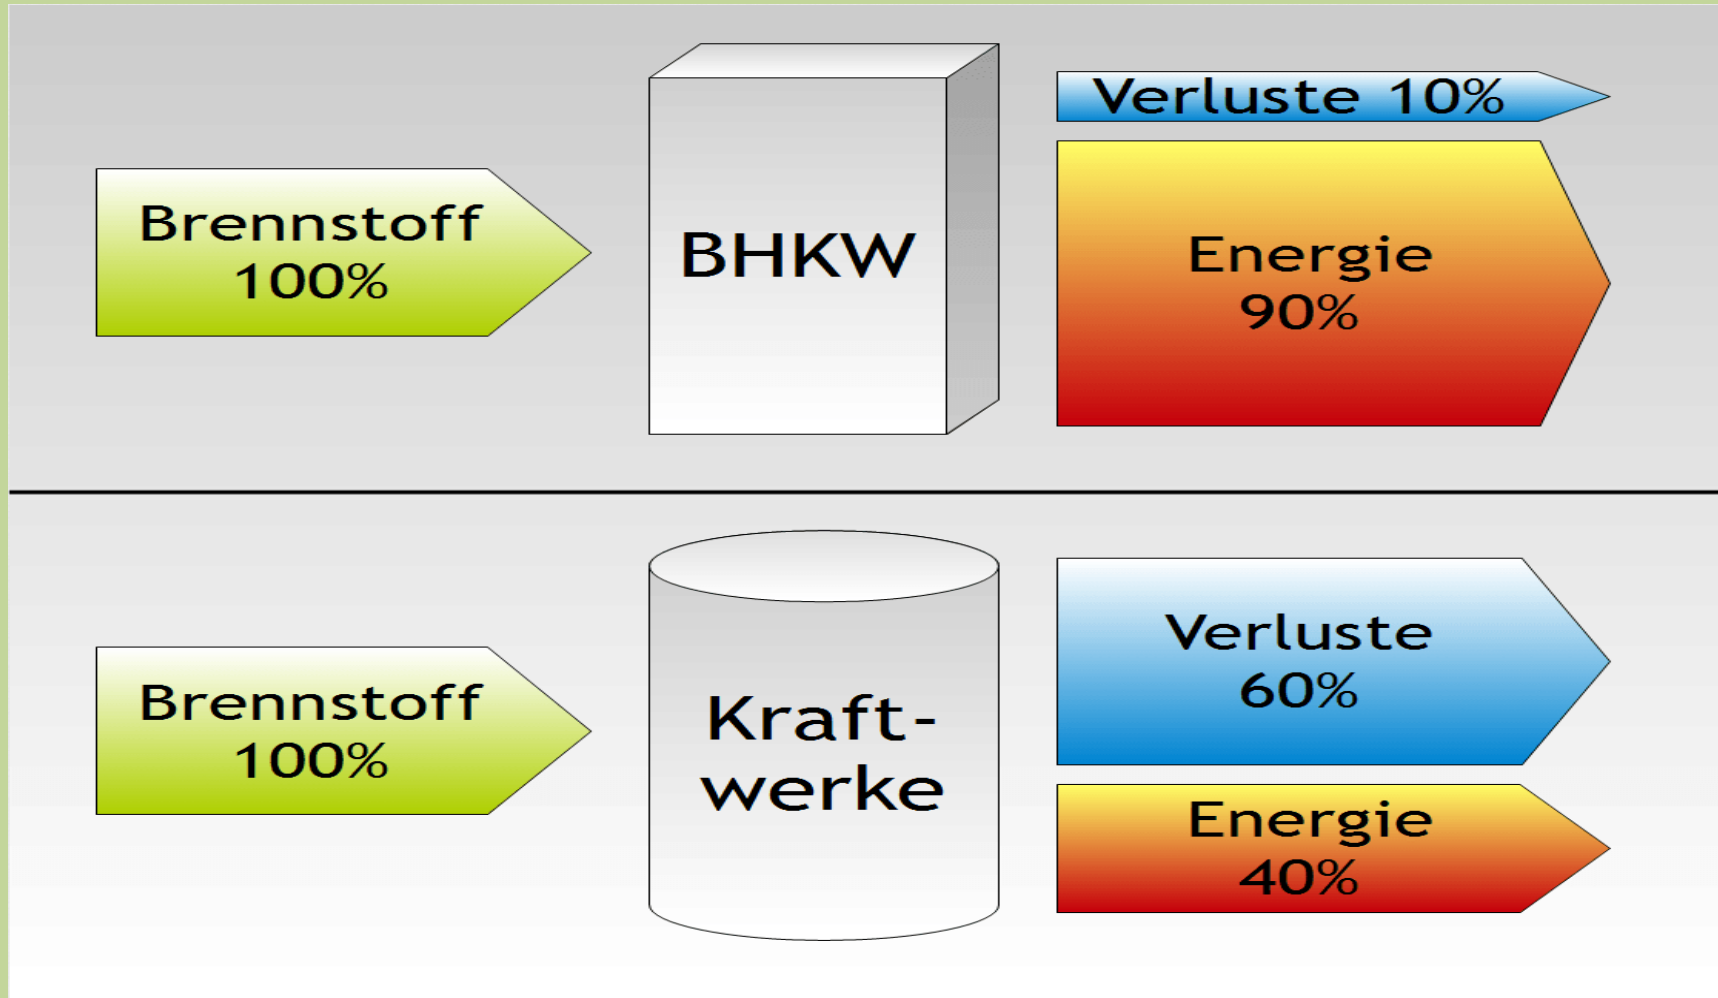 Brennstoff
100%
BHKW
Verluste 10%
Energie
90%
Brennstoff
100%
Kraft-
werke
Verluste
60%
Energie
40%